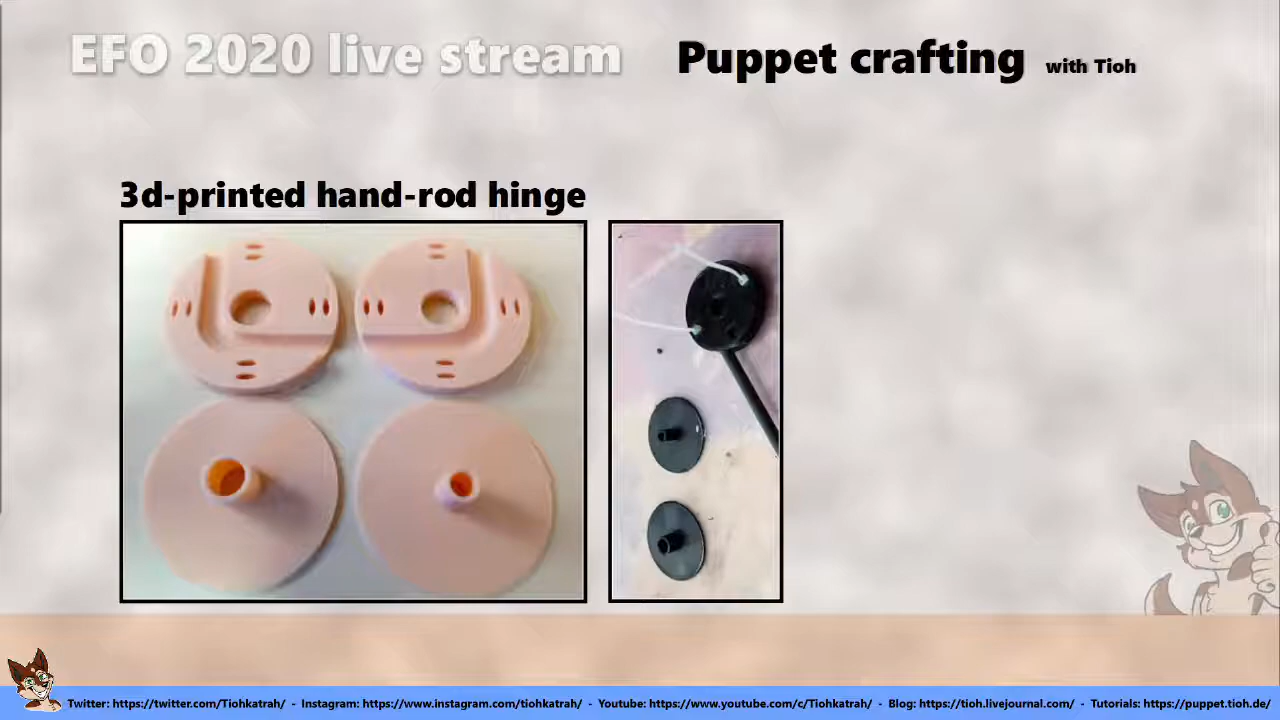 EFO 2020 live stream
Puppet crafting with Tioh
3d-printed hand-rod hinge
Twitter: https://twitter.com/Tiohkatrah/ - Instagram: https://www.instagram.com/tiohkatrah/ - Youtube: https://www.youtube.com/c/Tiohkatrah/ - Blog: https://tioh.livejournal.com/ - Tutorials: https://puppet.tioh.de/